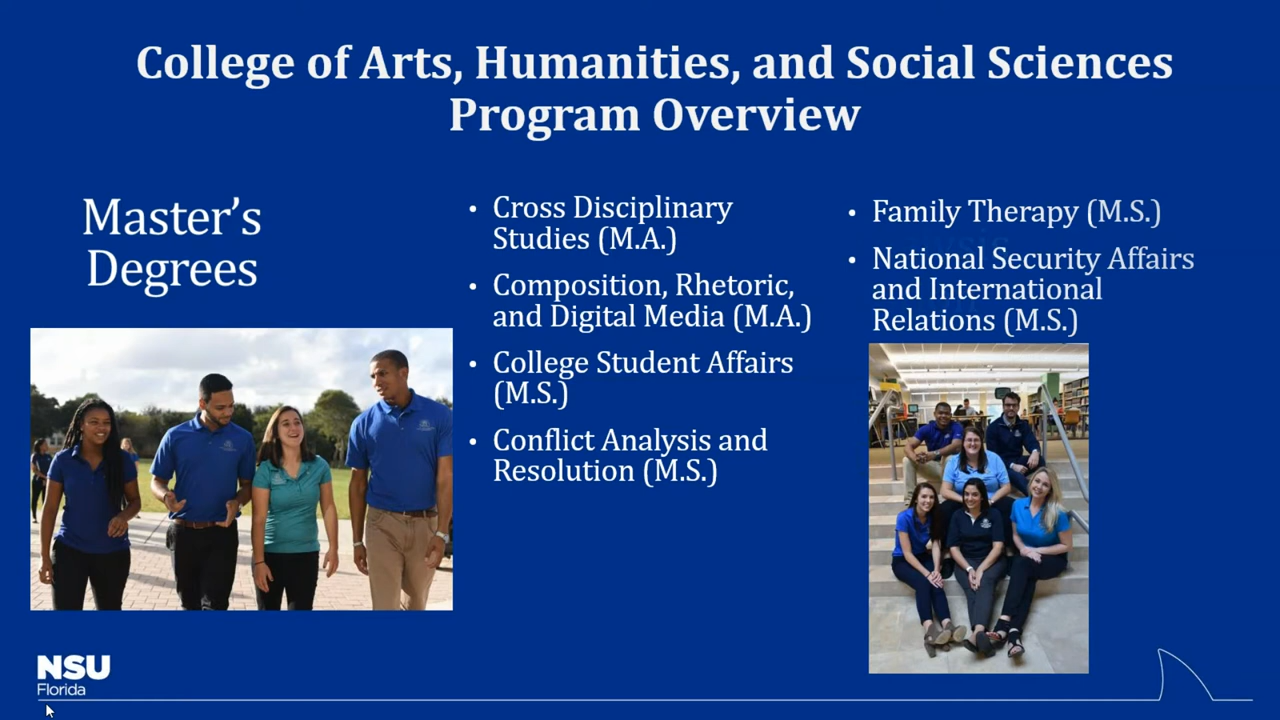 College of Arts, Humanities, and Social Sciences
Program Overview
Master’s
Degrees
• Cross Disciplinary
Studies (M.A.)
• Composition, Rhetoric,
and Digital Media (M.A.)
• College Student Affairs
(M.S.)
• Conflict Analysis and
Resolution (M.S.)
• Family Therapy (M.S.)
• National Security Affairs
and International
Relations (M.S.)
NSU
Florida